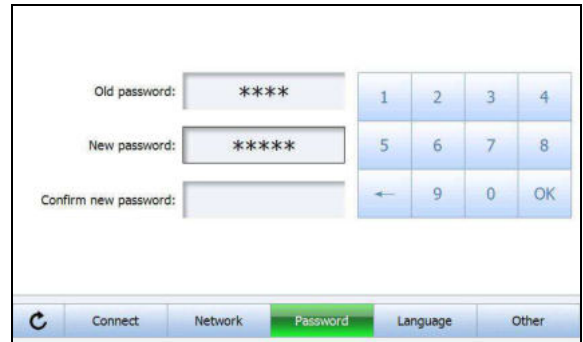 Old password: ****
1 2 3 4
New password: *****
5 6 7 8
Confirm new password:
← 9 0 OK
Connect Network Password Language Other